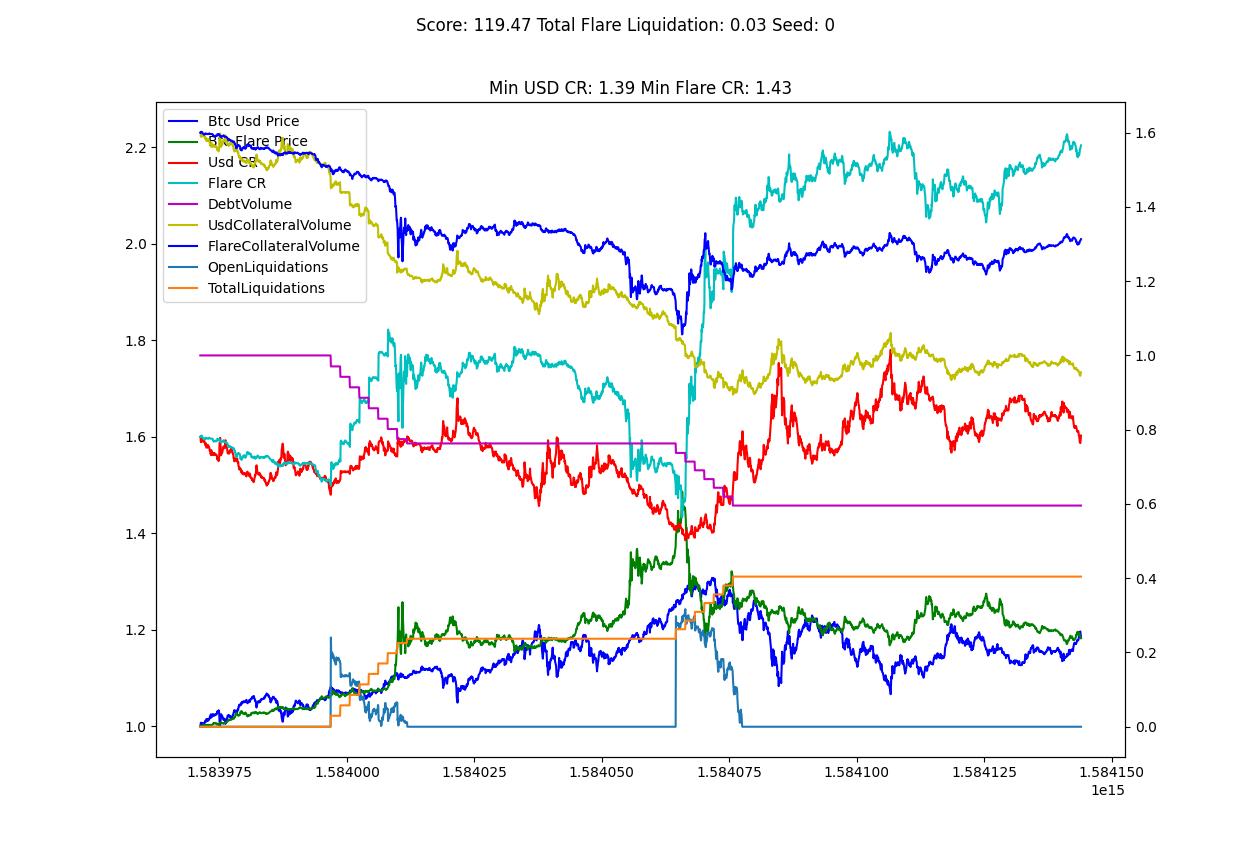 Score: 119.47 Total Flare Liquidation: 0.03 Seed: 0
Min USD CR: 1.39 Min Flare CR: 1.43
Btc Usd Price
Btc Flare Price
Usd CR
Flare CR
DebtVolume
UsdCollateralVolume
FlareCollateralVolume
OpenLiquidations
TotalLiquidations
2.2
2.0
1.8
1.6
1.4
1.2
1.0
1.6
1.4
1.2
1.0
0.8
0.6
0.4
0.2
0.0
1.583975 1.584000 1.584025 1.584050 1.584075 1.584100 1.584125 1.584150
1e15